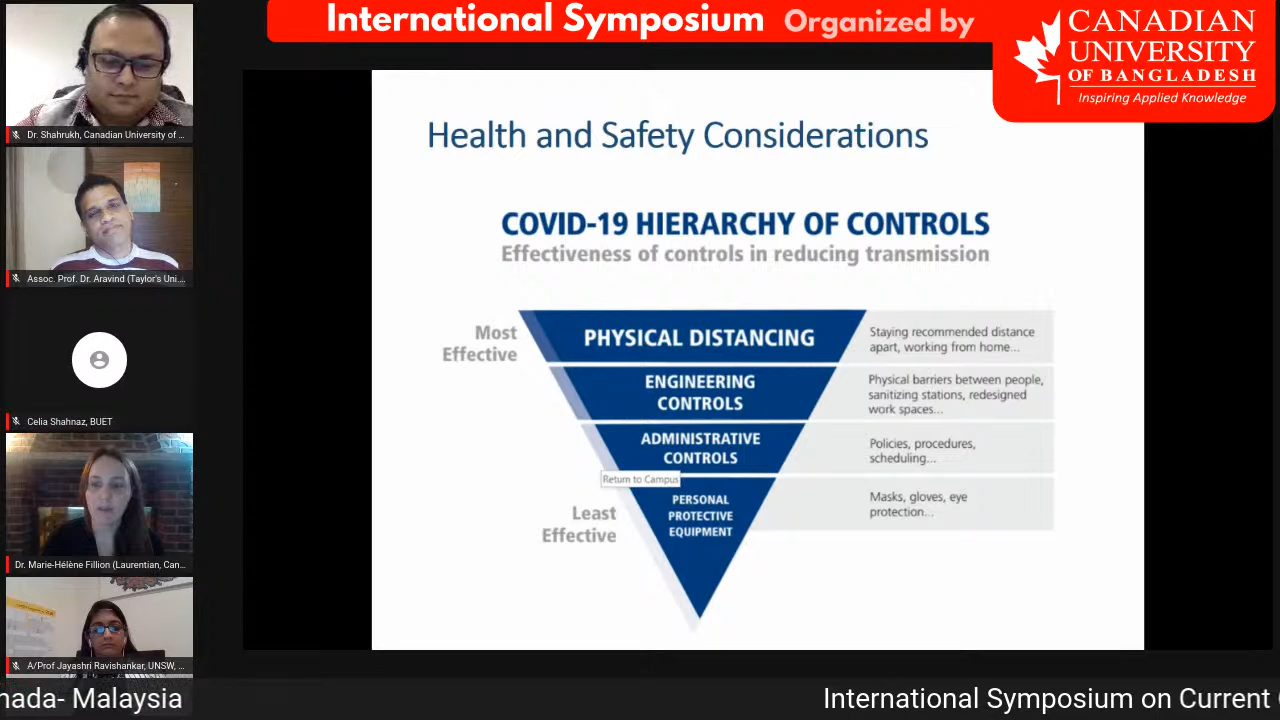 International Symposium Organized by
CANADIAN
UNIVERSITY
OF BANGLADESH
Inspiring Applied Knowledge
Dr. Shahrukh, Canadian University of ...
Assoc. Prof. Dr. Aravind (Taylor's Uni....
Celia Shahnaz, BUET
Dr. Marie-Hélène Fillion (Laurentian, Can...
A/Prof Jayashri Ravishankar, UNSW, ...
Health and Safety Considerations
COVID-19 HIERARCHY OF CONTROLS
Effectiveness of controls in reducing transmission
Most
Effective
PHYSICAL DISTANCING
Staying recommended distance
apart, working from home...
ENGINEERING
CONTROLS
Physical barriers between people,
sanitizing stations, redesigned
work spaces...
ADMINISTRATIVE
CONTROLS
Policies, procedures,
scheduling...
Return to Campus
Least
Effective
PERSONAL
PROTECTIVE
EQUIPMENT
Masks, gloves, eye
protection...
nada- Malaysia
International Symposium on Current